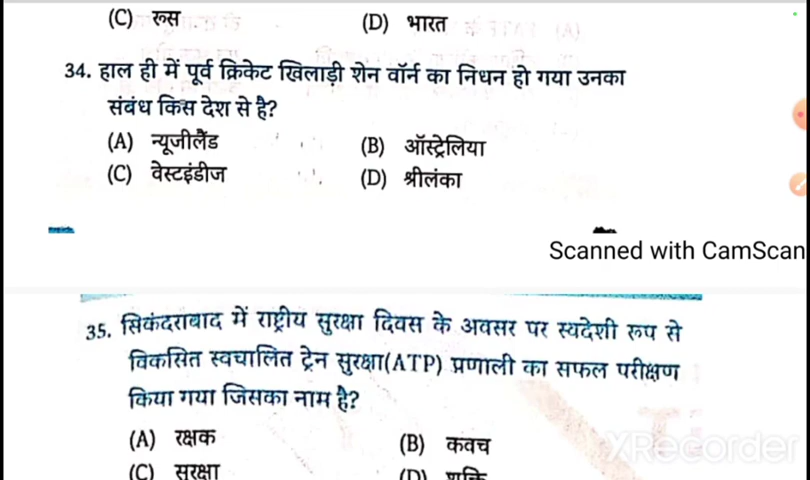 (C) रूस (D) भारत
34. हाल ही में पूर्व क्रिकेट खिलाड़ी शेन वॉर्न का निधन हो गया उनका
संबंध किस देश से है?
(A) न्यूजीलैंड (B) ऑस्ट्रेलिया
(C) वेस्टइंडीज (D) श्रीलंका
Scanned with CamScan
35. सिकंदराबाद में राष्ट्रीय सुरक्षा दिवस के अवसर पर स्वदेशी रूप से
विकसित स्वचालित ट्रेन सुरक्षा(ATP) प्रणाली का सफल परीक्षण
किया गया जिसका नाम है?
(A) रक्षक (B) कवच
(C) सुरक्षा (D) शक्ति
XRecorder